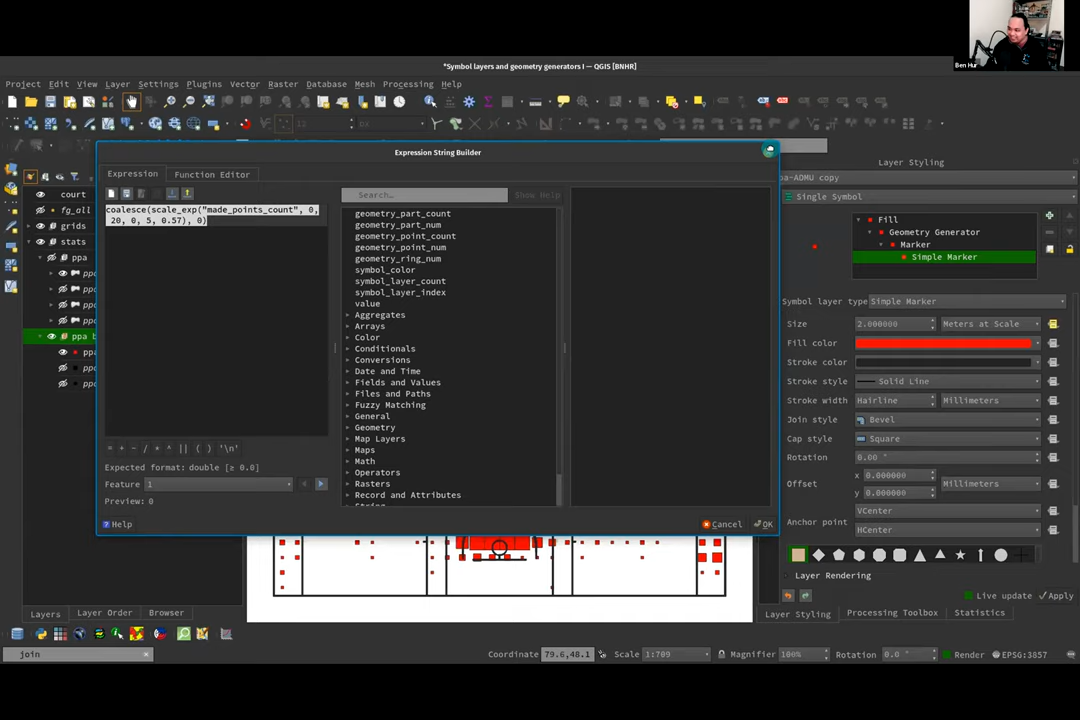 Ben Hur
*Symbol layers and geometry generators I — QGIS [BNHR]
Project Edit View Layer Settings Plugins Vector Raster Database Mesh Processing Help
Expression String Builder
Layer Styling
Expression
Function Editor
ppa-ADMU copy
Single Symbol
Search...
Show Help
court
coalesce(scale_exp("made_points_count", 0,
20, 0, 5, 0.57), 0)
fg_all
grids
stats
ppa
geometry_part_count
geometry_part_num
geometry_point_count
geometry_point_num
geometry_ring_num
symbol_color
symbol_layer_count
symbol_layer_index
value
Aggregates
Arrays
Color
Conditionals
Conversions
Date and Time
Fields and Values
Files and Paths
Fuzzy Matching
General
Geometry
Map Layers
Maps
Math
Operators
Rasters
Record and Attributes
Fill
Geometry Generator
Marker
Simple Marker
Symbol layer type Simple Marker
Size 2.000000 Meters at Scale
Fill color
Stroke color
Stroke style Solid Line
Stroke width Hairline Millimeters
Join style Bevel
Cap style Square
Rotation 0.00 °
x 0.000000
Offset Millimeters
y 0.000000
VCenter
Anchor point
HCenter
ppa b
= + - / * ^ || ( ) '\n'
Expected format: double [≥ 0.0]
Feature 1
Preview: 0
Help
Cancel
OK
Layer Rendering
Live update Apply
Layers Layer Order Browser
Layer Styling Processing Toolbox Statistics
join
Coordinate 79.6,48.1 Scale 1:709 Magnifier 100% Rotation 0.0 ° Render EPSG:3857